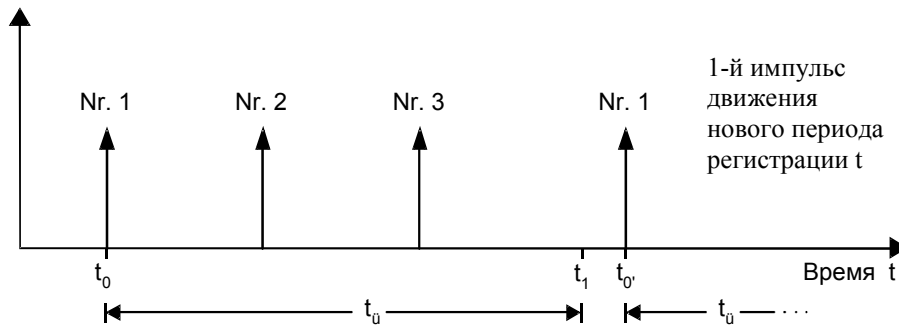 1-й импульс
движения
нового периода
регистрации t
Nr. 1 Nr. 2 Nr. 3 Nr. 1
t₀ t₁ t₀' Время t
tü tü ...